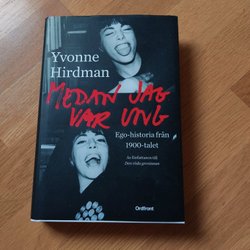 Yvonne
Hirdman
MEDAN JAG
VAR UNG
Ego-historia från
1900-talet
Av författaren till
Den röda grevinnan
Ordfront